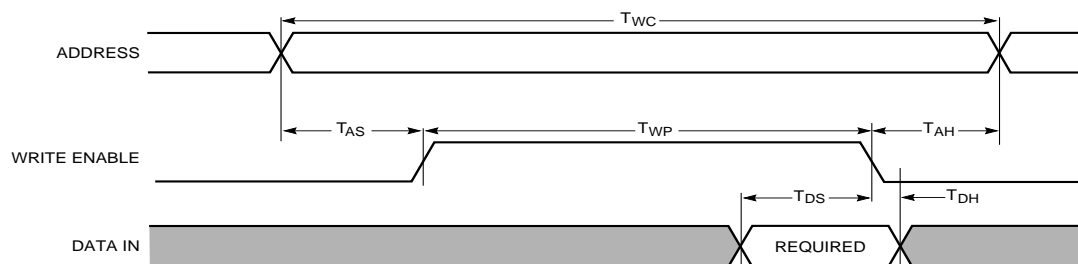 TWC
ADDRESS
TAS
TWP
TAH
WRITE ENABLE
TDS
TDH
DATA IN
REQUIRED